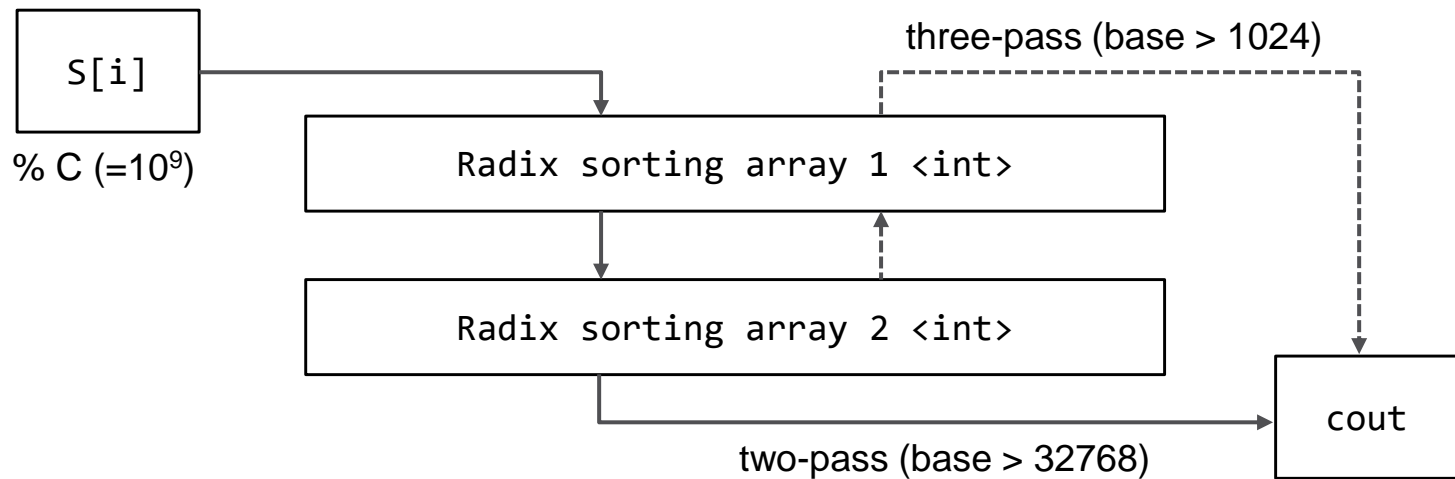 S[i]
three-pass (base > 1024)
% C (=10⁹)
Radix sorting array 1 <int>
Radix sorting array 2 <int>
cout
two-pass (base > 32768)